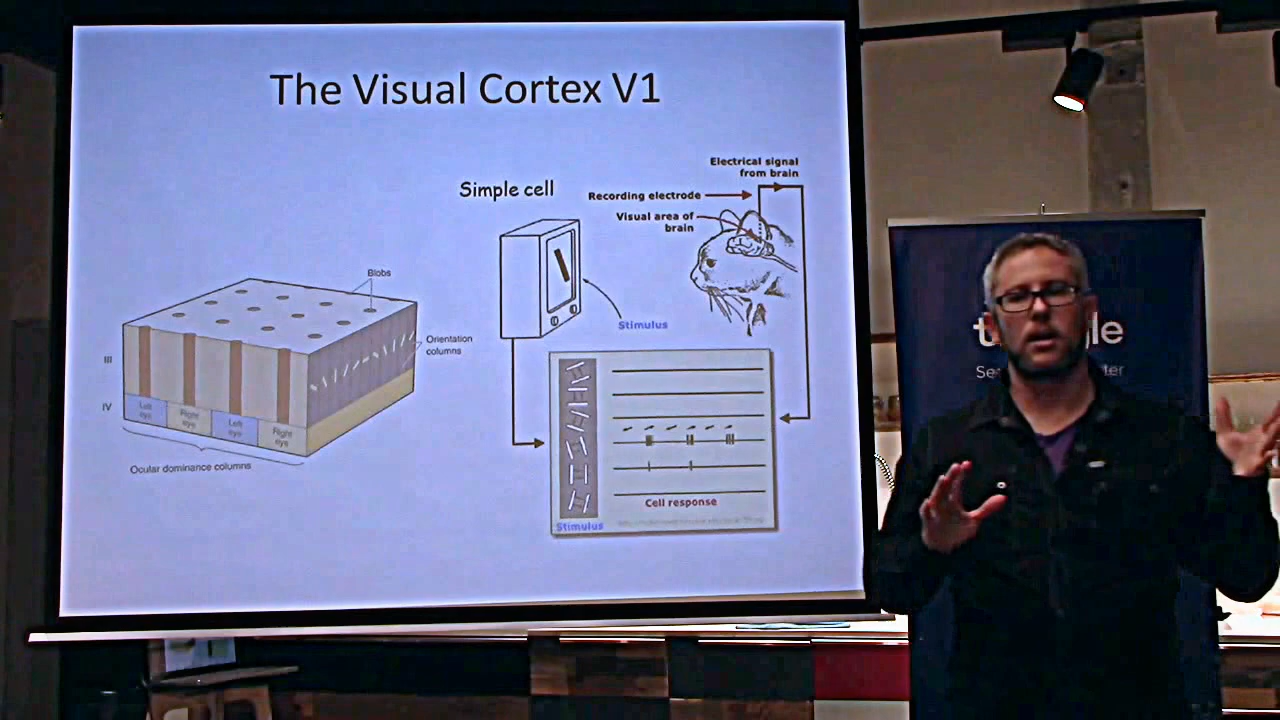 The Visual Cortex V1
Electrical signal
from brain
Simple cell
Recording electrode
Visual area of
brain
Blobs
Stimulus
Orientation
columns
III
IV
Left
eye
Right
eye
Left
eye
Right
eye
Ocular dominance columns
Cell response
Stimulus